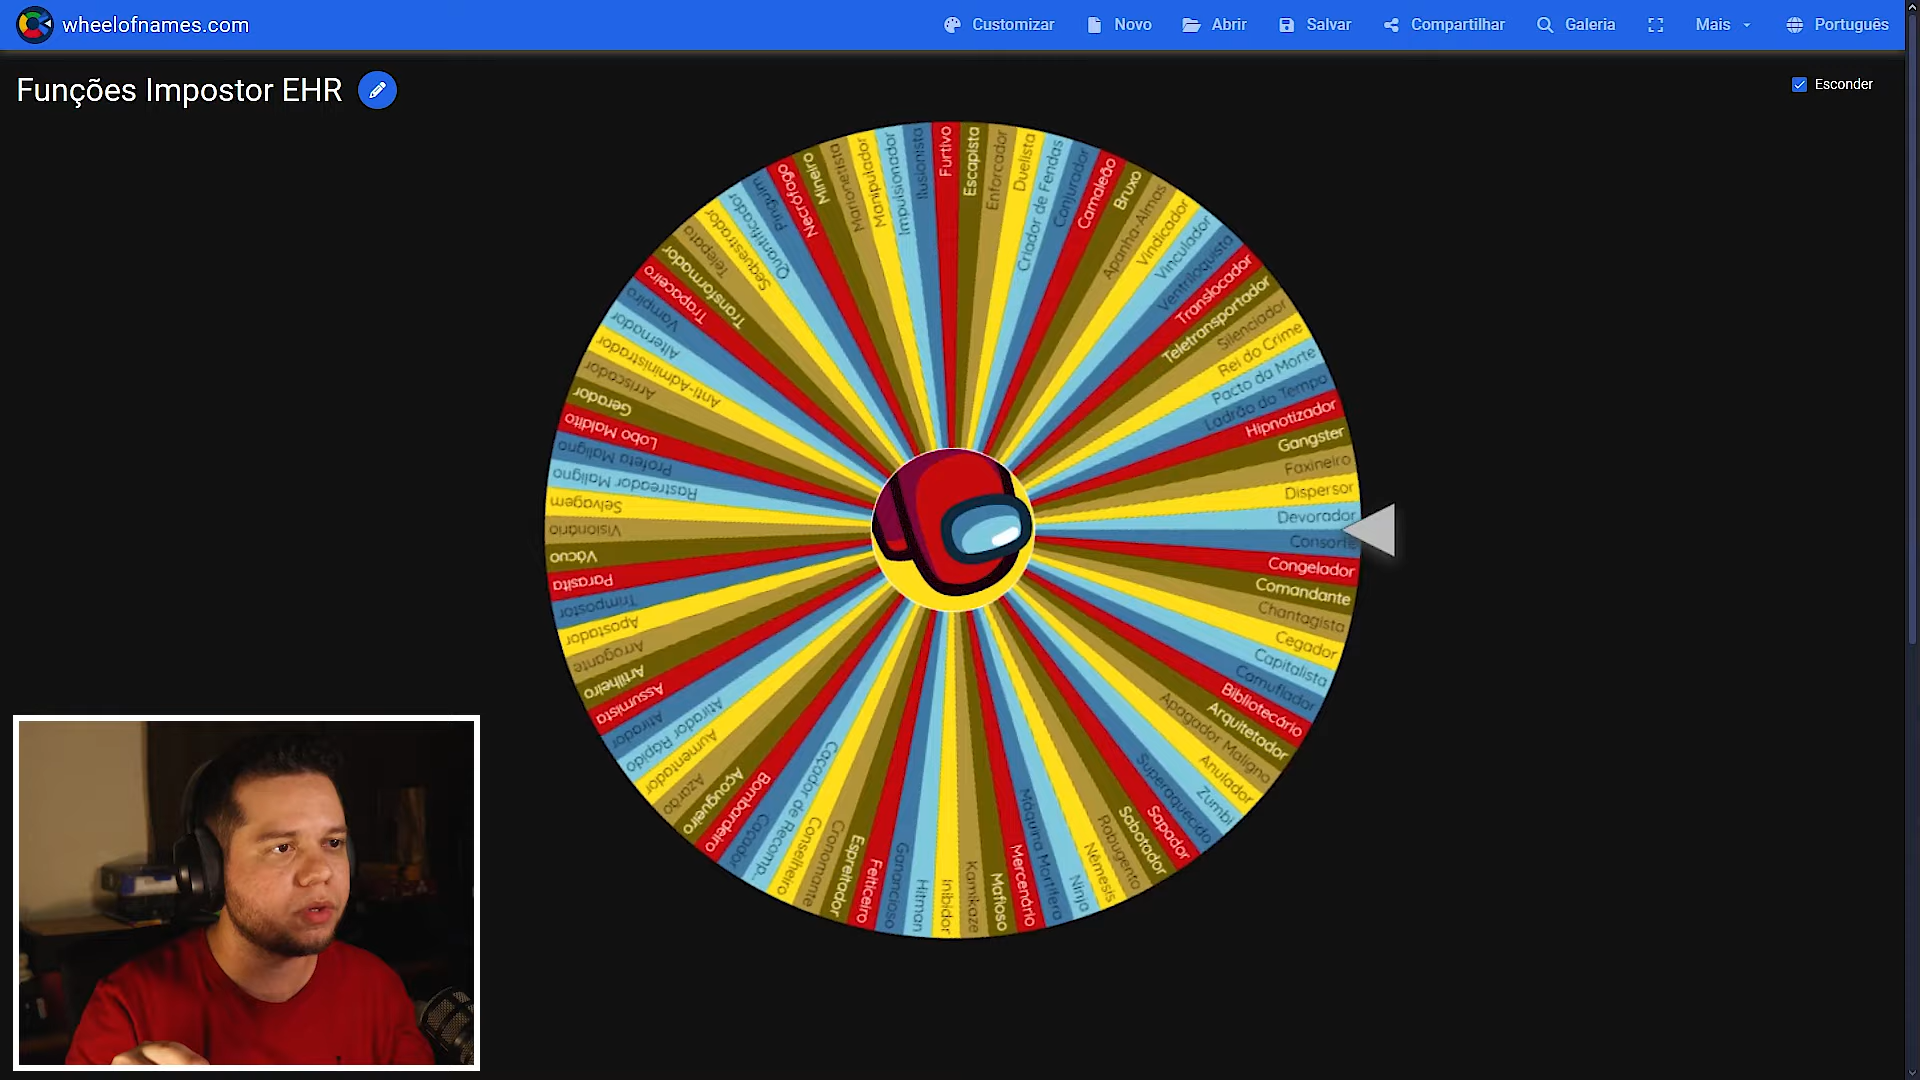 wheelofnames.com
Customizar
Novo
Abrir
Salvar
Compartilhar
Galeria
Mais
Português
Funções Impostor EHR
Esconder
Furtivo
Escapista
Enforcador
Duelista
Criador de Fendas
Conjurador
Camaleão
Bruxo
Apanha-Almas
Vindicador
Vinculador
Ventriloquista
Translocador
Teletransportador
Silenciador
Rei do Crime
Pacto da Morte
Ladrão do Tempo
Hipnotizador
Gangster
Faxineiro
Dispersor
Devorador
Consorte
Congelador
Comandante
Chantagista
Cegador
Capitalista
Camuflador
Bibliotecário
Arquitetador
Apagador Maligno
Anulador
Zumbi
Superaquecido
Sapador
Sabotador
Rabugento
Nêmesis
Ninja
Máquina Mortífera
Mercenário
Mafioso
Kamikaze
Inibidor
Hitman
Ganancioso
Feiticeiro
Espreitador
Cronomante
Conselheiro
Caçador de Recomp...
Caçador
Bombardeiro
Açougueiro
Azarão
Aumentador
Atirador Rápido
Atirador
Assumista
Artilheiro
Arrogante
Apostador
Trimpostor
Parasita
Vácuo
Visionário
Selvagem
Rastreador Maligno
Profeta Maligno
Lobo Maldito
Gerador
Arriscador
Anti-Administrador
Alternador
Vampiro
Trapaceiro
Transformador
Telepata
Sequestrador
Quantificador
Pinguim
Necrófago
Mineiro
Marionetista
Manipulador
Impulsionador
Ilusionista